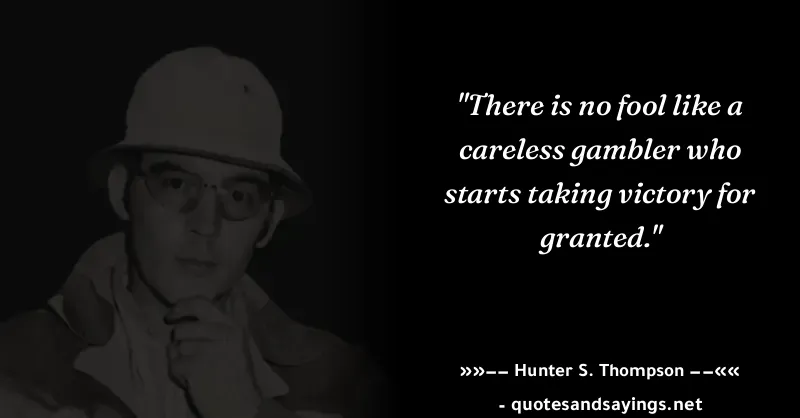 "There is no fool like a
careless gambler who
starts taking victory for
granted."
»»−− Hunter S. Thompson −−««
- quotesandsayings.net